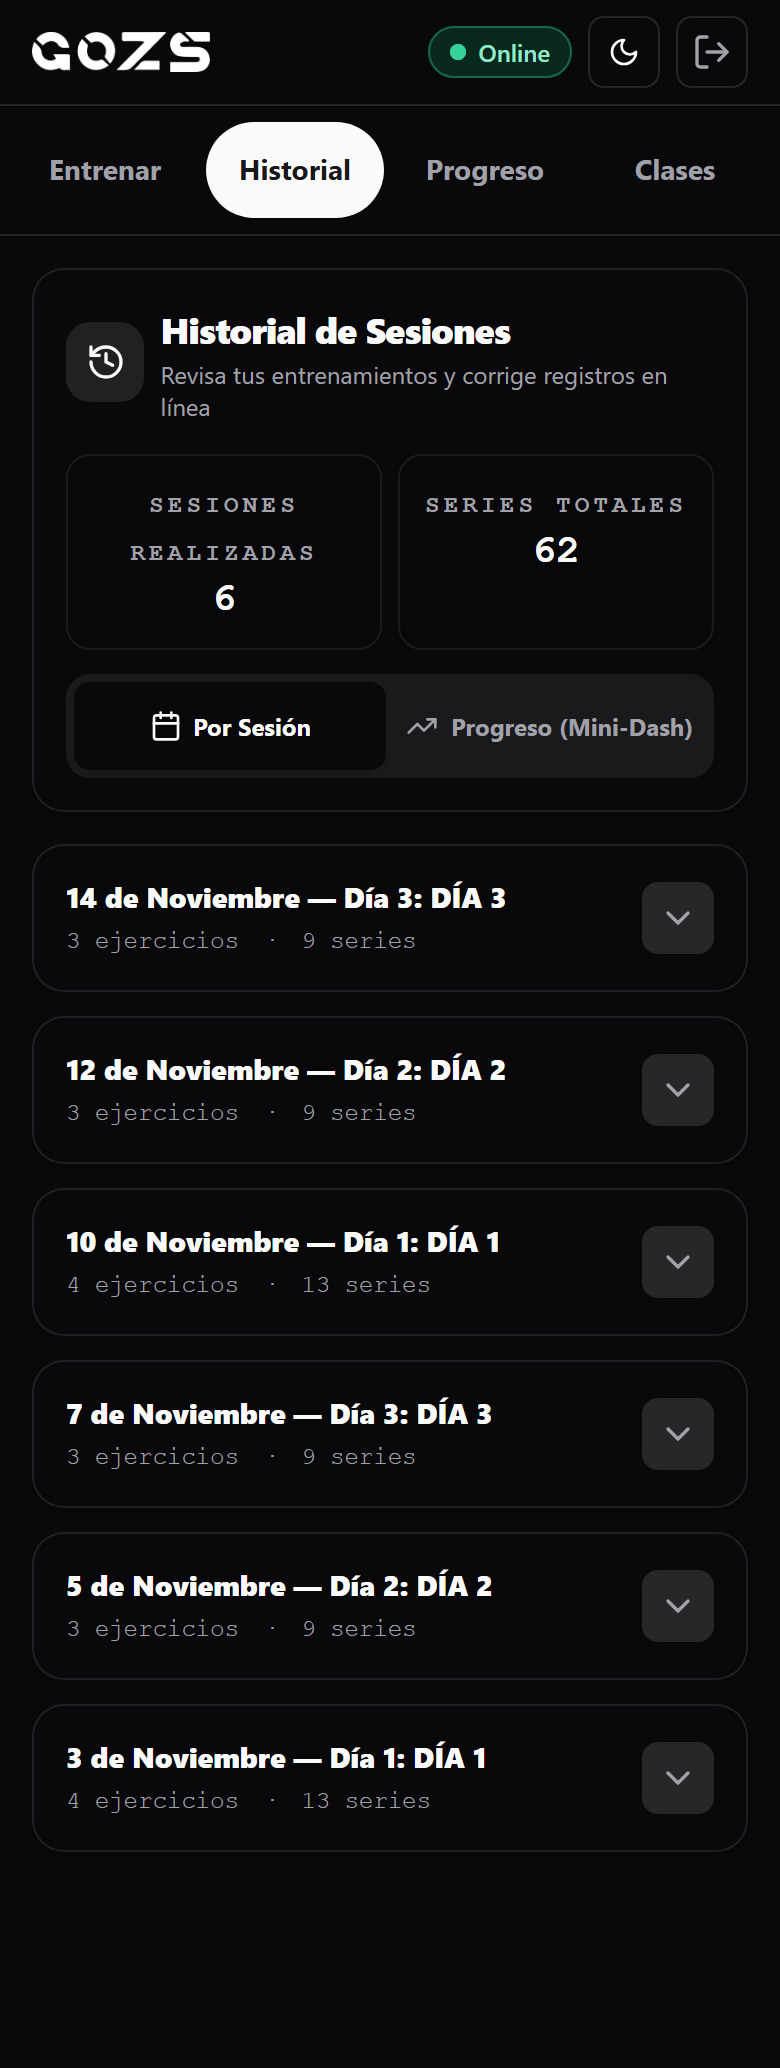 GOZS
Online
Entrenar
Historial
Progreso
Clases
Historial de Sesiones
Revisa tus entrenamientos y corrige registros en
línea
SESIONES
REALIZADAS
6
SERIES TOTALES
62
Por Sesión
Progreso (Mini-Dash)
14 de Noviembre — Día 3: DÍA 3
3 ejercicios · 9 series
12 de Noviembre — Día 2: DÍA 2
3 ejercicios · 9 series
10 de Noviembre — Día 1: DÍA 1
4 ejercicios · 13 series
7 de Noviembre — Día 3: DÍA 3
3 ejercicios · 9 series
5 de Noviembre — Día 2: DÍA 2
3 ejercicios · 9 series
3 de Noviembre — Día 1: DÍA 1
4 ejercicios · 13 series